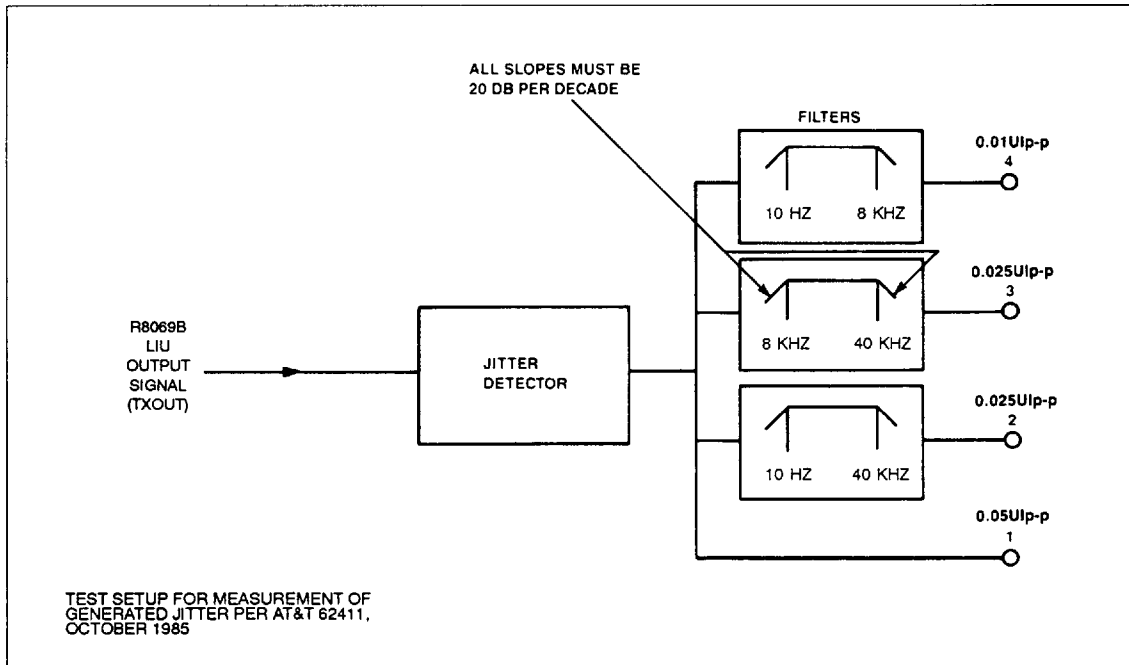 ALL SLOPES MUST BE
20 DB PER DECADE
FILTERS
0.01UIp-p
4
10 HZ 8 KHZ
0.025UIp-p
3
8 KHZ 40 KHZ
R8069B
LIU
OUTPUT
SIGNAL
(TXOUT)
JITTER
DETECTOR
0.025UIp-p
2
10 HZ 40 KHZ
0.05UIp-p
1
TEST SETUP FOR MEASUREMENT OF
GENERATED JITTER PER AT&T 62411,
OCTOBER 1985